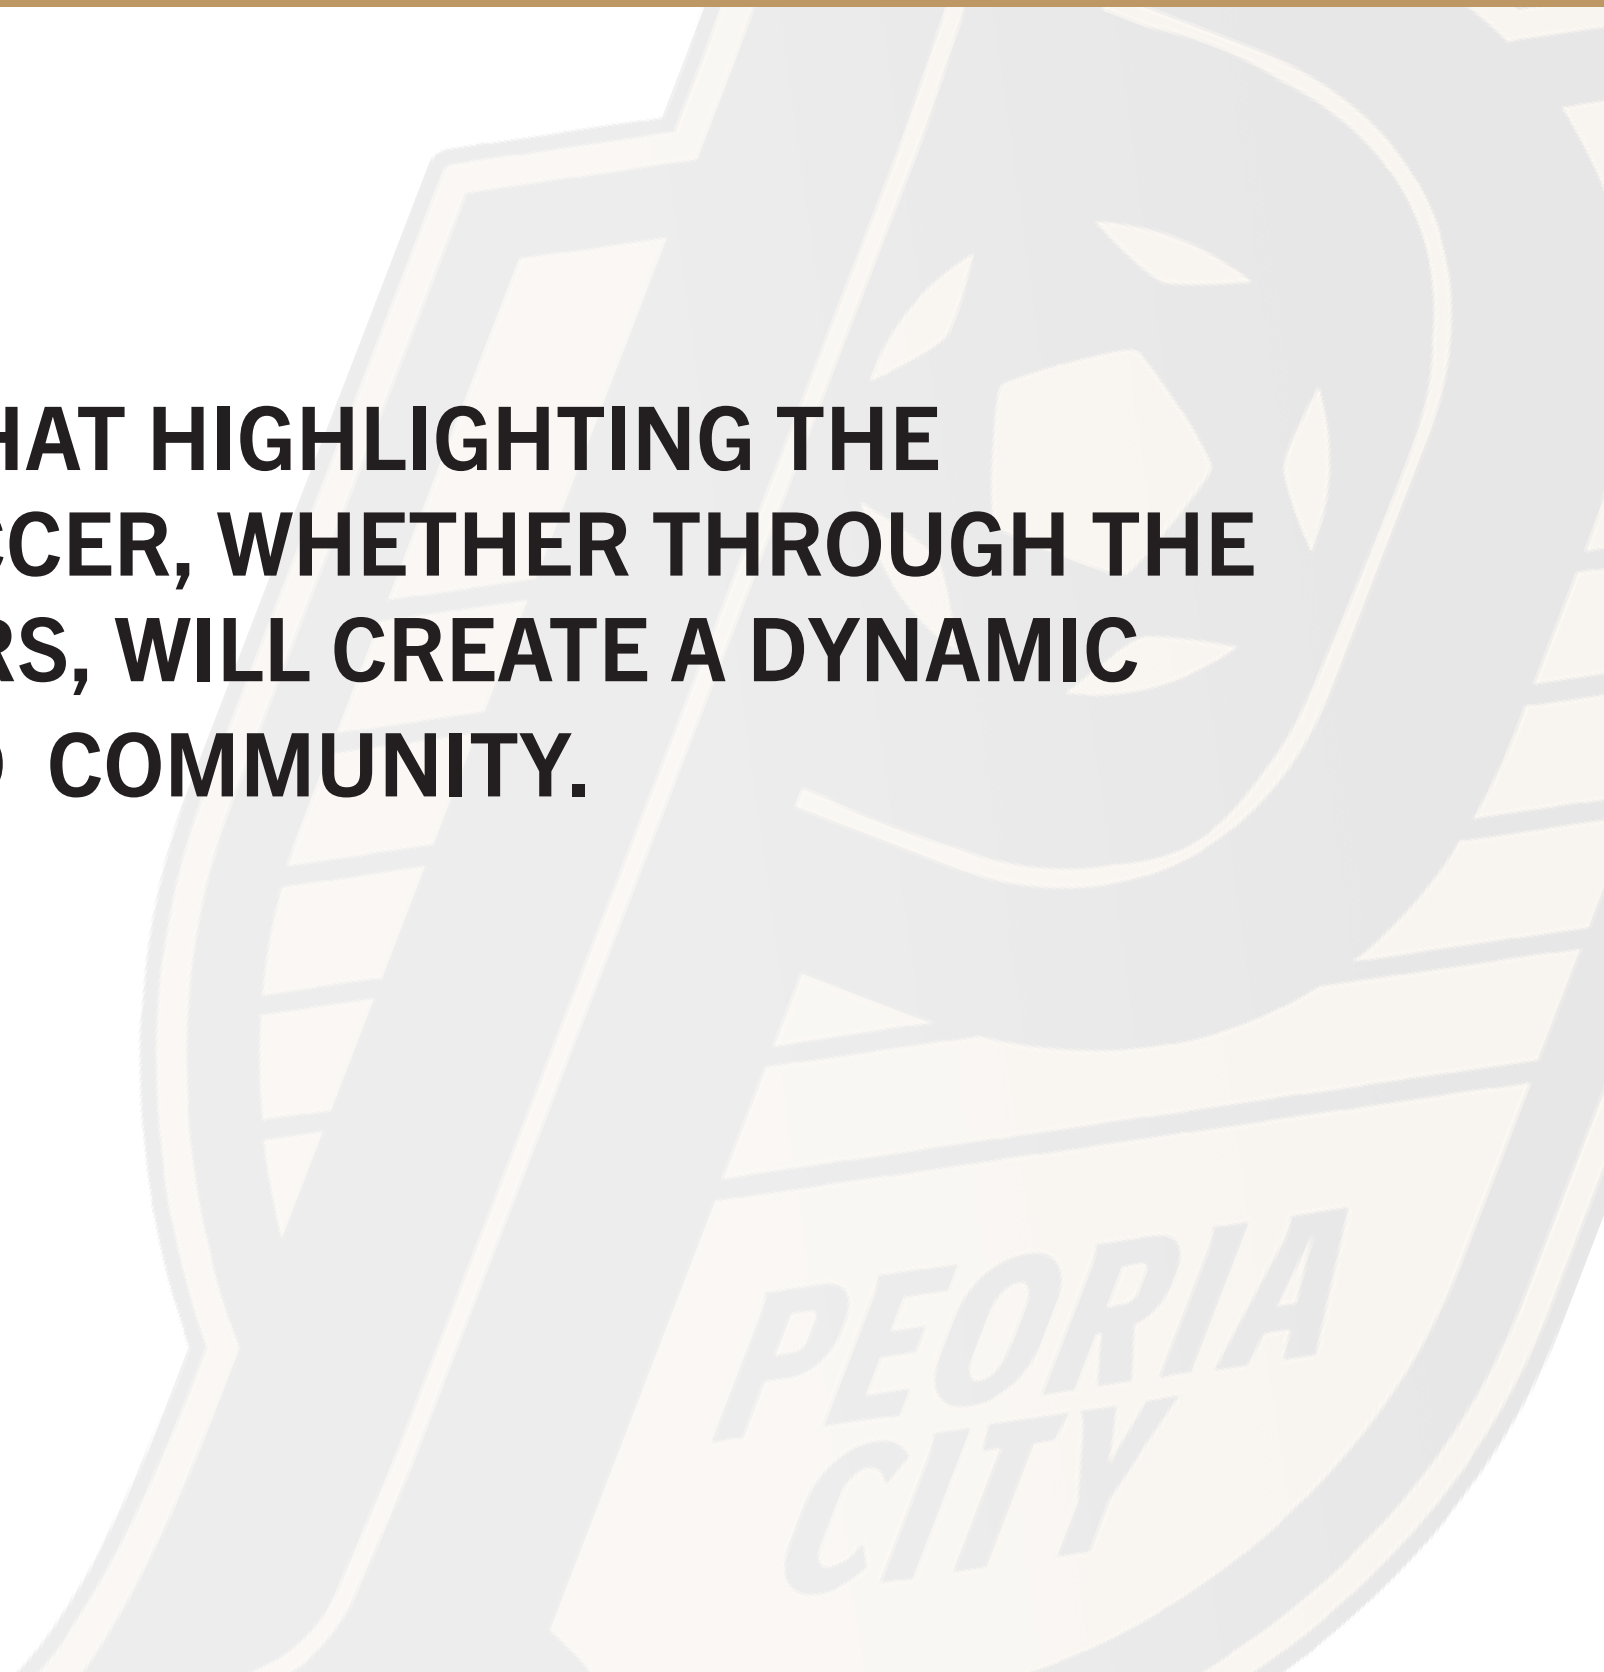 HAT HIGHLIGHTING THE
CCER, WHETHER THROUGH THE
RS, WILL CREATE A DYNAMIC
COMMUNITY.
PEORIA
CITY